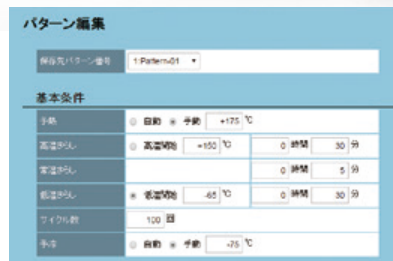 パターン編集
保存先パターン番号 1:Pattern-01
基本条件
予熱 自動 手動 +175 ℃
高温さらし 高温開始 +150 ℃ 0 時間 30 分
常温さらし 0 時間 5 分
低温さらし 低温開始 -65 ℃ 0 時間 30 分
サイクル数 100 回
予冷 自動 手動 -75 ℃